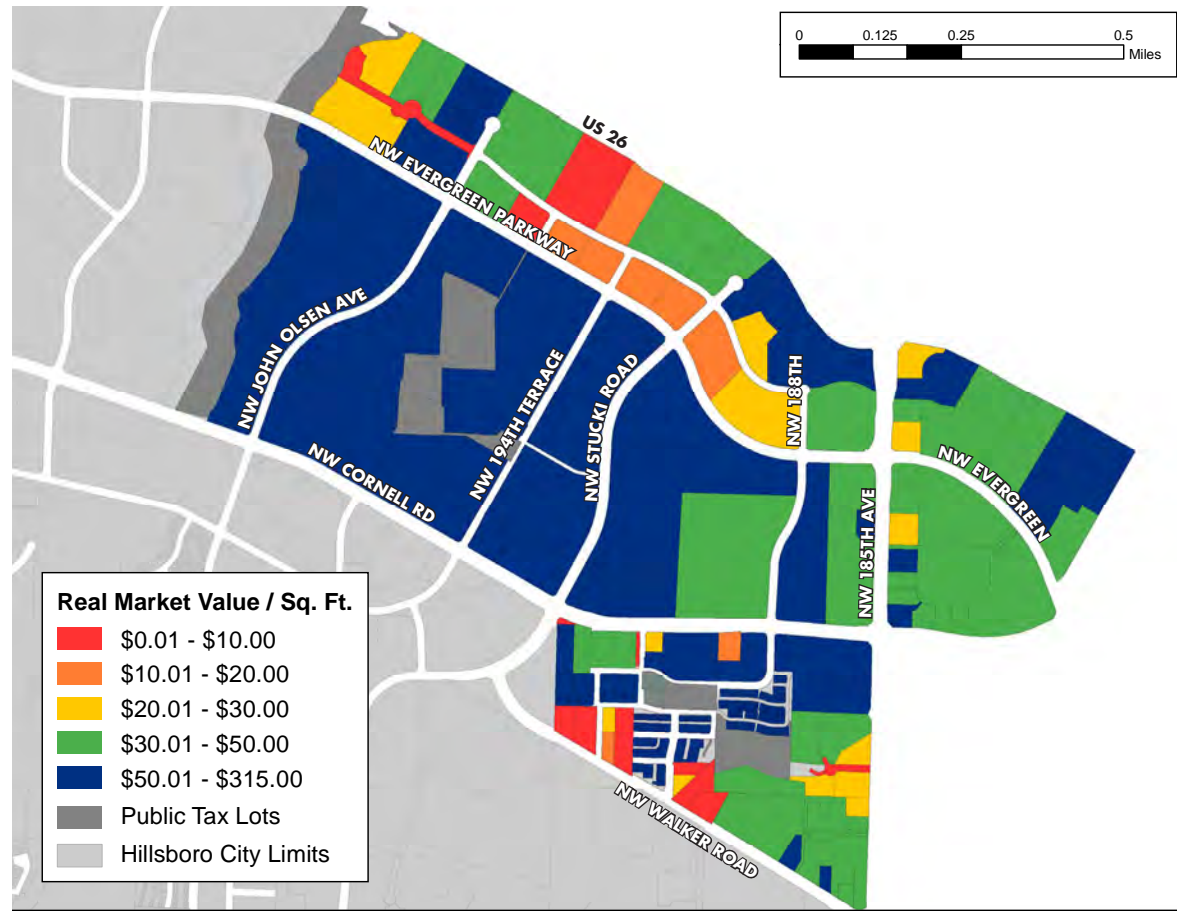 0 0.125 0.25 0.5
Miles
US 26
NW EVERGREEN PARKWAY
NW JOHN OLSEN AVE
NW 194TH TERRACE
NW STUCKI ROAD
NW 188TH
NW EVERGREEN
NW CORNELL RD
NW 185TH AVE
NW WALKER ROAD
Real Market Value / Sq. Ft.
$0.01 - $10.00
$10.01 - $20.00
$20.01 - $30.00
$30.01 - $50.00
$50.01 - $315.00
Public Tax Lots
Hillsboro City Limits